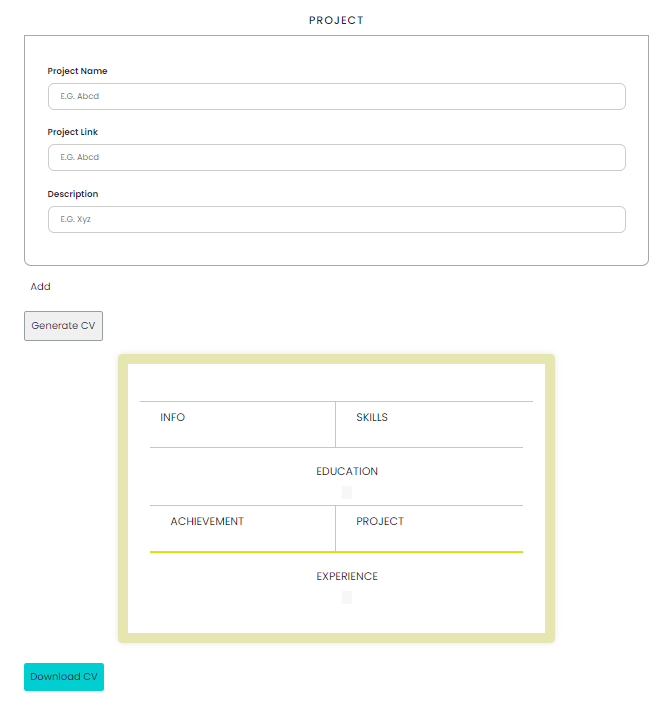 PROJECT
Project Name
E.G. Abcd
Project Link
E.G. Abcd
Description
E.G. Xyz
Add
Generate CV
INFO
SKILLS
EDUCATION
ACHIEVEMENT
PROJECT
EXPERIENCE
Download CV